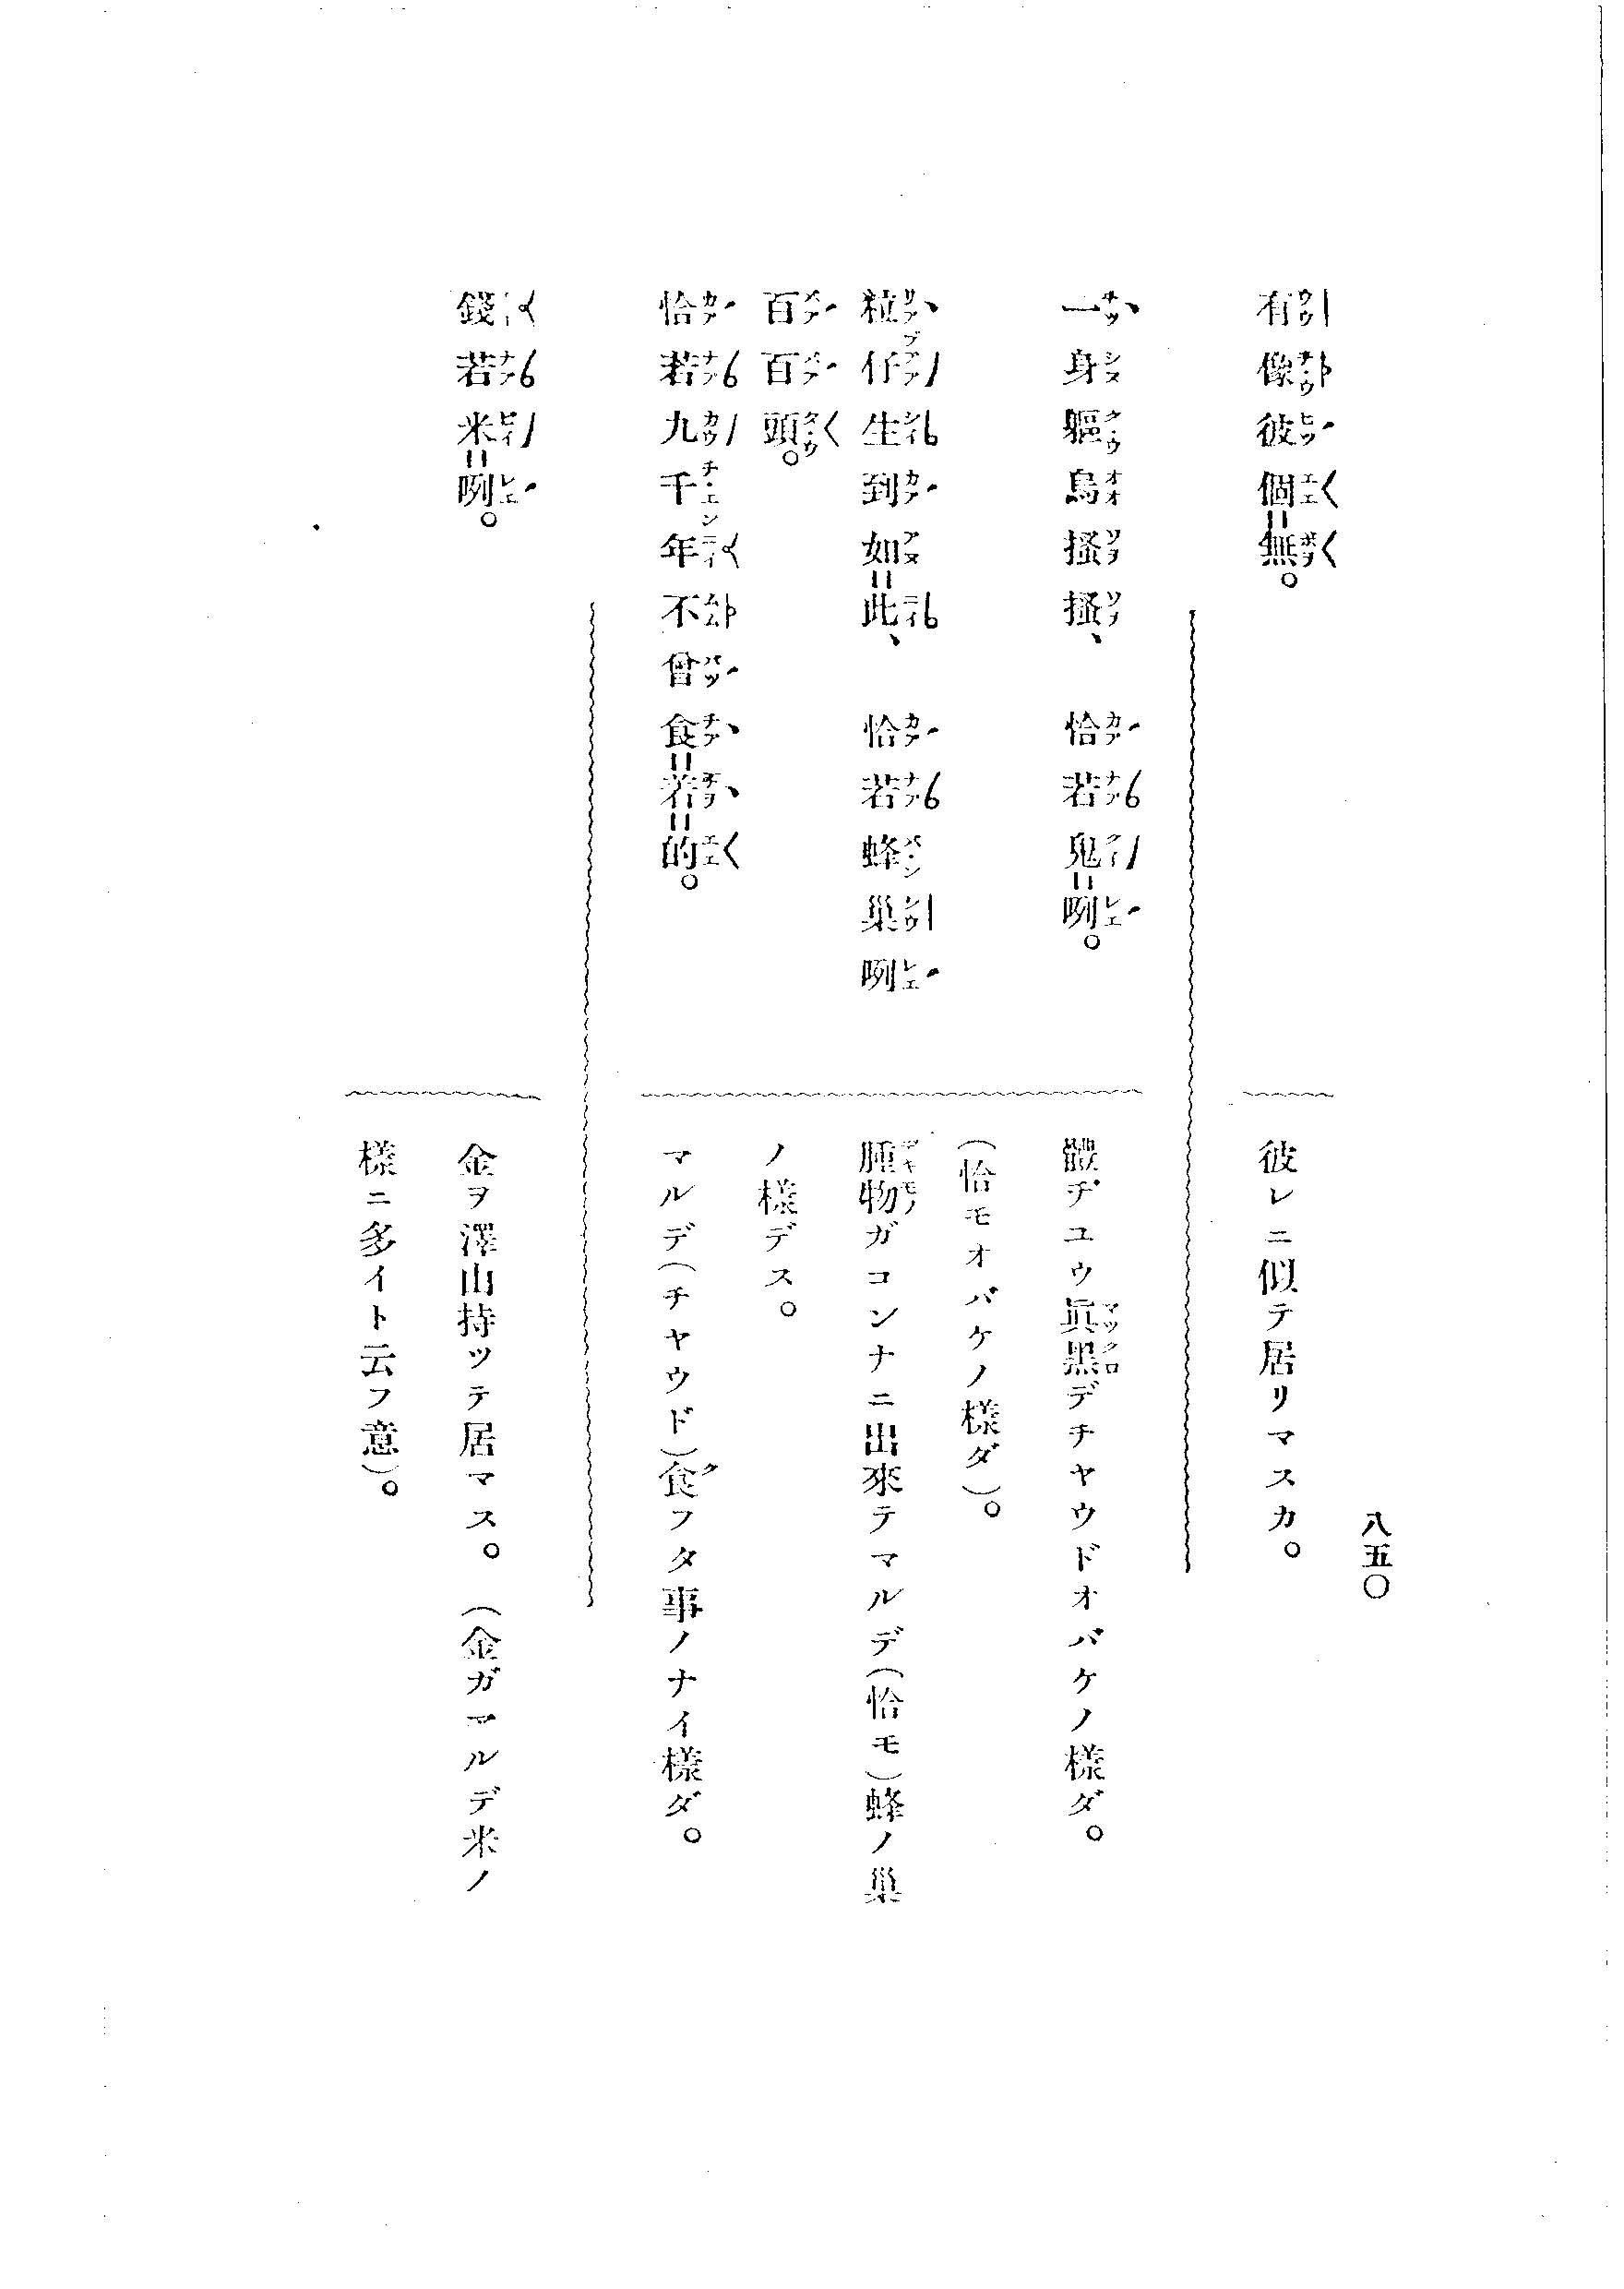 八五〇
有像彼個=無。
彼レニ似テ居リマスカ。
一身軀烏搔搔、恰若鬼=咧。
體ヂユウ眞黑デチヤウドオバケノ樣ダ。
(恰モオバケノ樣ダ)。
粒仔生到如=此、恰若蜂巢咧
百百頭。
腫物ガコンナニ出來テマルデ(恰モ)蜂ノ巢
ノ樣デス。
恰若九千年不曾食=若=的。
マルデ(チヤウド)食フタ事ノナイ樣ダ。
錢若米=咧。
金ヲ澤山持ツテ居マス。(金ガマルデ米ノ
樣ニ多イト云フ意)。